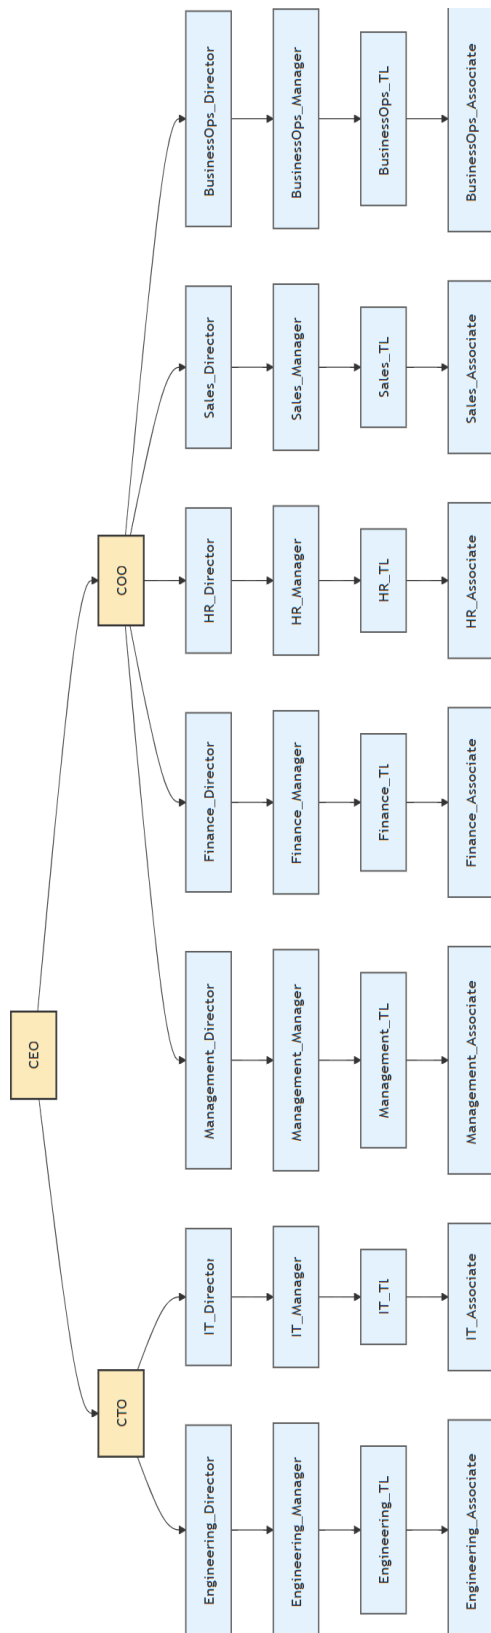 CEO
CTO
COO
Engineering_Director
IT_Director
Management_Director
Finance_Director
HR_Director
Sales_Director
BusinessOps_Director
Engineering_Manager
IT_Manager
Management_Manager
Finance_Manager
HR_Manager
Sales_Manager
BusinessOps_Manager
Engineering_TL
IT_TL
Management_TL
Finance_TL
HR_TL
Sales_TL
BusinessOps_TL
Engineering_Associate
IT_Associate
Management_Associate
Finance_Associate
HR_Associate
Sales_Associate
BusinessOps_Associate